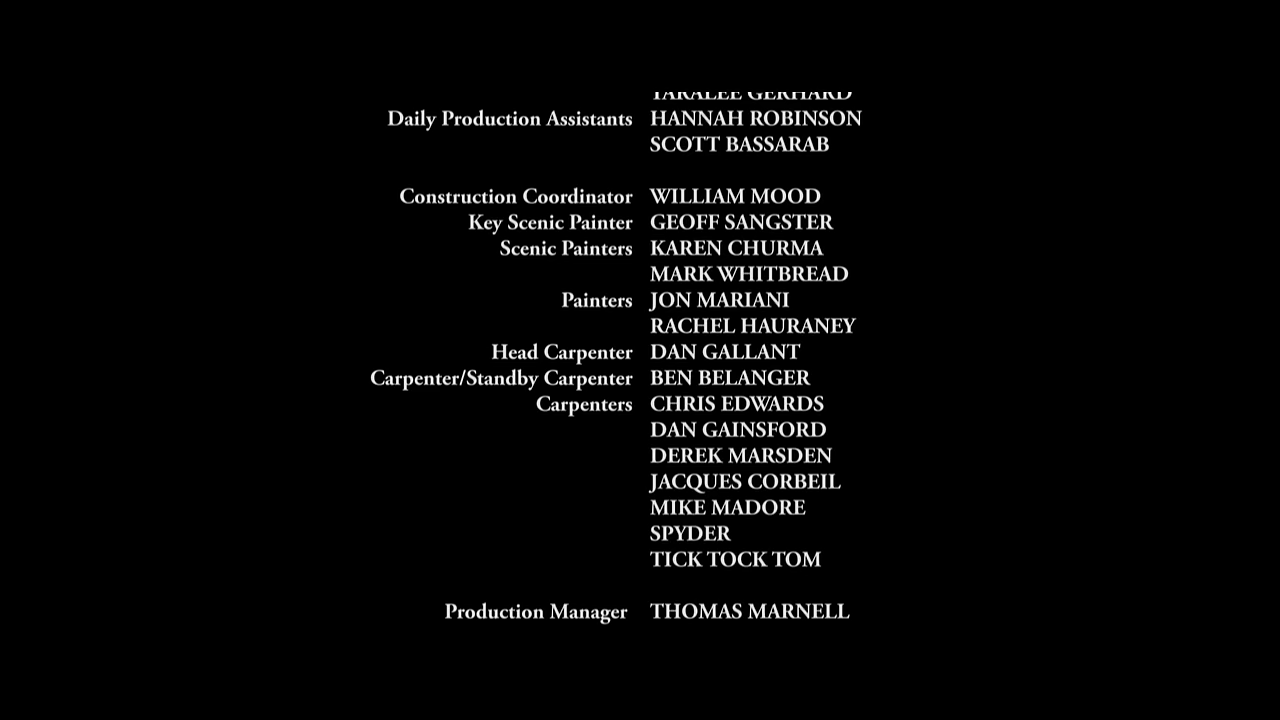 TARALEE GERHARD
Daily Production Assistants HANNAH ROBINSON
SCOTT BASSARAB
Construction Coordinator WILLIAM MOOD
Key Scenic Painter GEOFF SANGSTER
Scenic Painters KAREN CHURMA
MARK WHITBREAD
Painters JON MARIANI
RACHEL HAURANEY
Head Carpenter DAN GALLANT
Carpenter/Standby Carpenter BEN BELANGER
Carpenters CHRIS EDWARDS
DAN GAINSFORD
DEREK MARSDEN
JACQUES CORBEIL
MIKE MADORE
SPYDER
TICK TOCK TOM
Production Manager THOMAS MARNELL